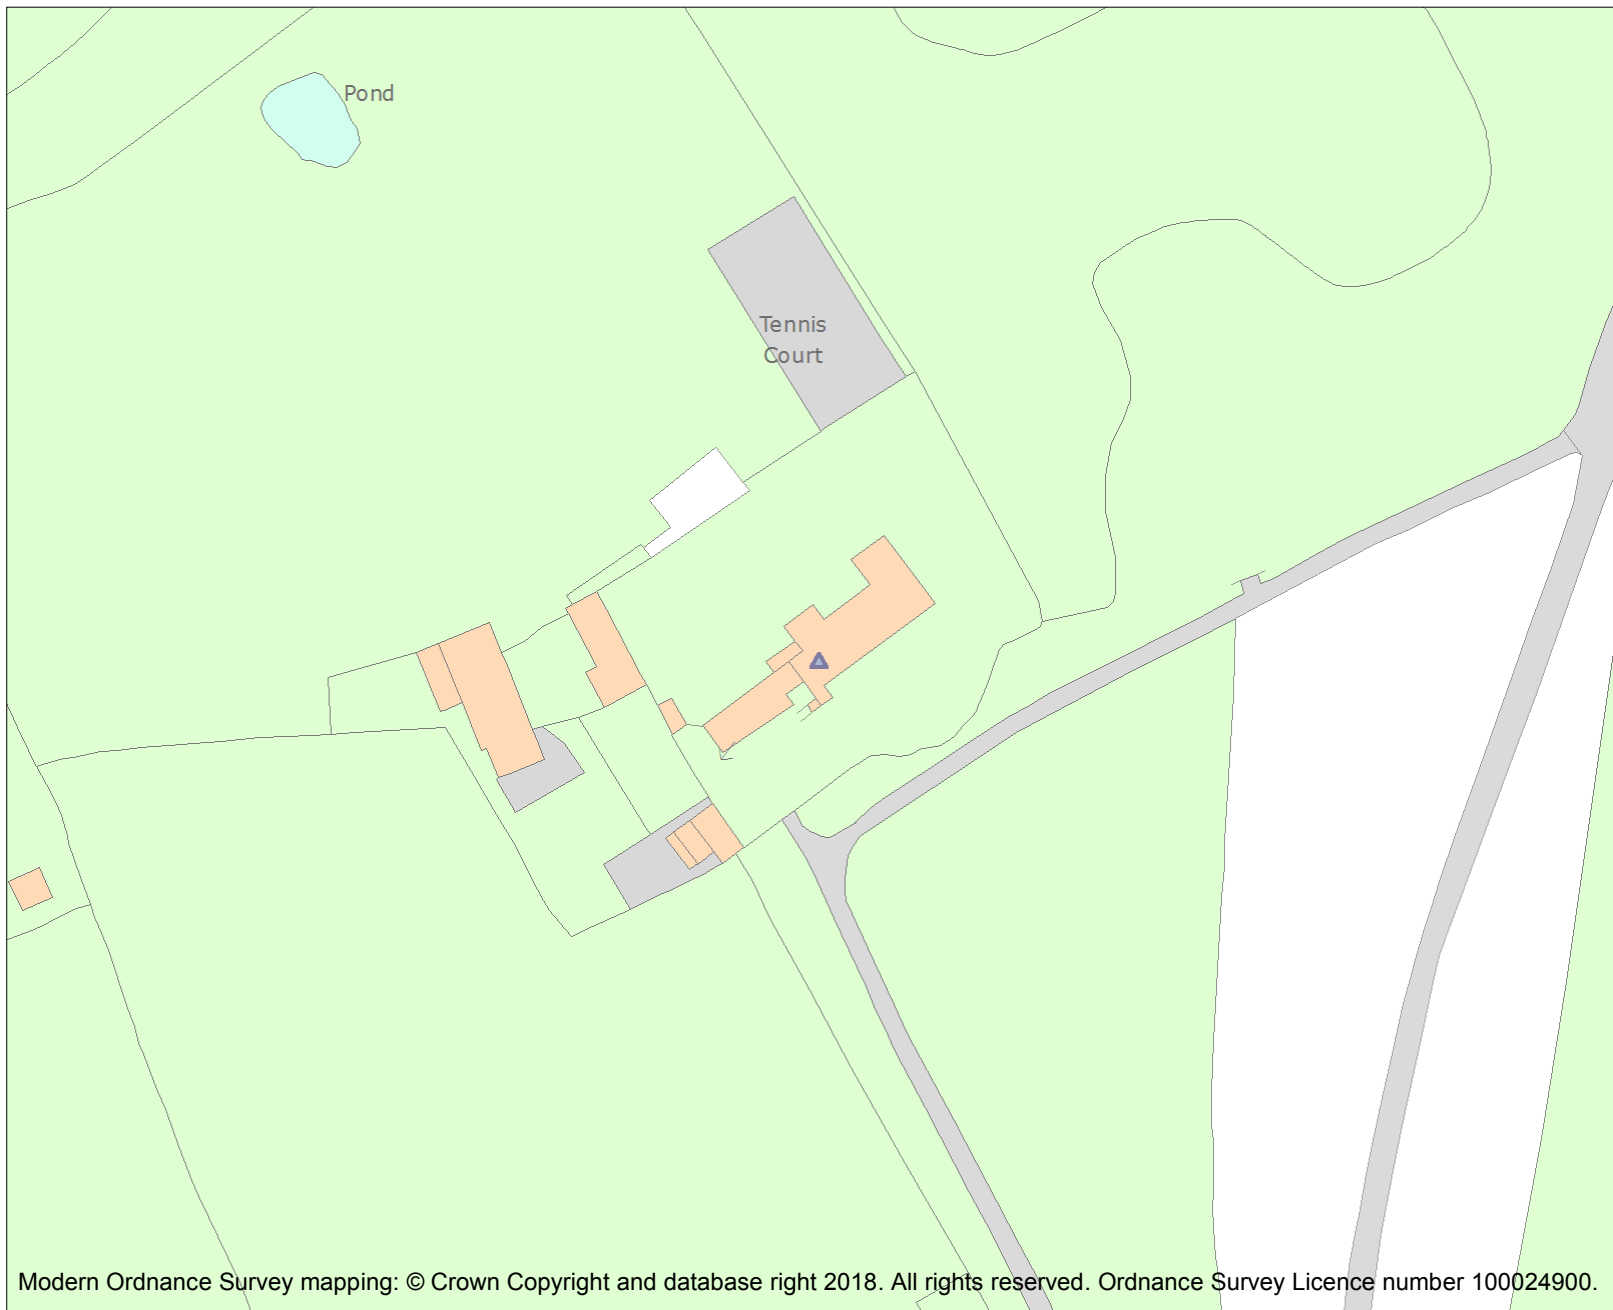 Pond
Tennis
Court
Modern Ordnance Survey mapping: © Crown Copyright and database right 2018. All rights reserved. Ordnance Survey Licence number 100024900.